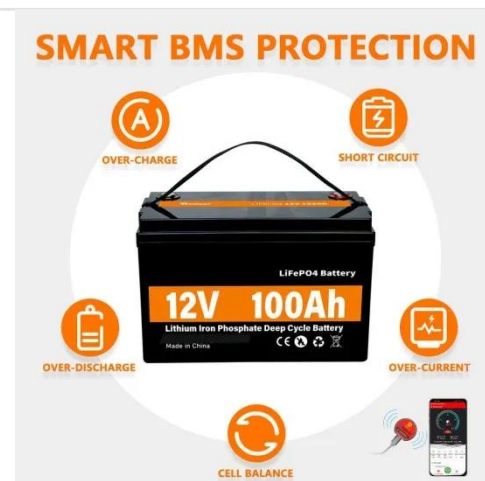 SMART BMS PROTECTION
OVER-CHARGE
SHORT CIRCUIT
LiFePO4 Battery
12V 100Ah
Lithium Iron Phosphate Deep Cycle Battery
Made in China
CE
OVER-DISCHARGE
OVER-CURRENT
CELL BALANCE